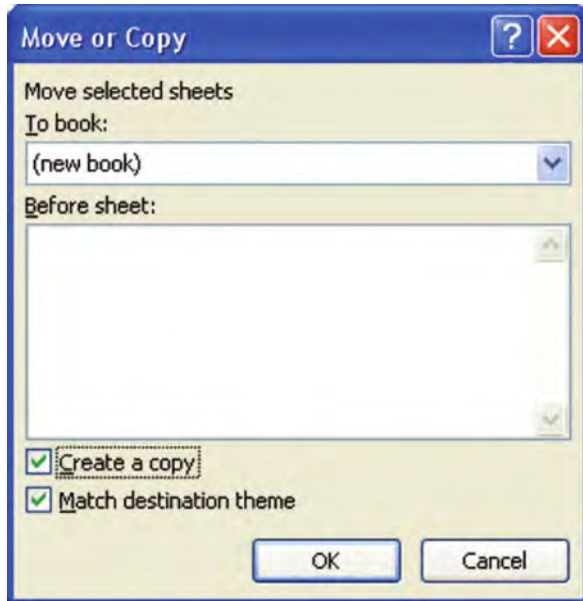 Move or Copy
Move selected sheets
To book:
(new book)
Before sheet:
Create a copy
Match destination theme
OK Cancel